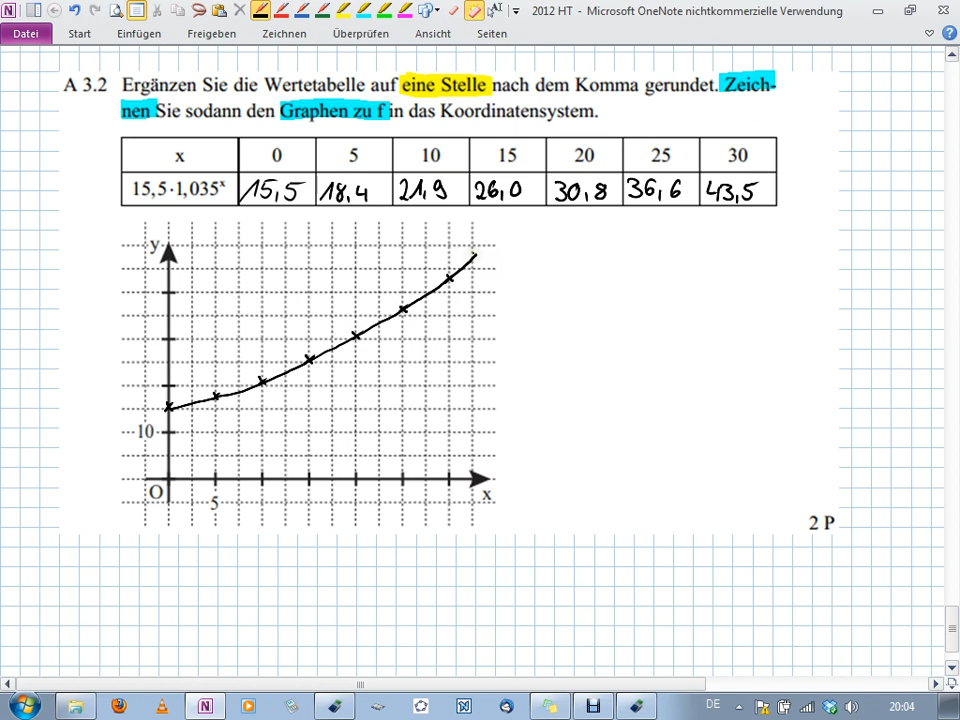 2012 HT - Microsoft OneNote nichtkommerzielle Verwendung
Datei Start Einfügen Freigeben Zeichnen Überprüfen Ansicht Seiten
A 3.2 Ergänzen Sie die Wertetabelle auf eine Stelle nach dem Komma gerundet. Zeich-
nen Sie sodann den Graphen zu f in das Koordinatensystem.
x 0 5 10 15 20 25 30
15,5·1,035ˣ 15,5 18,4 21,9 26,0 30,8 36,6 43,5
y
10
O x
5
2 P
DE 20:04